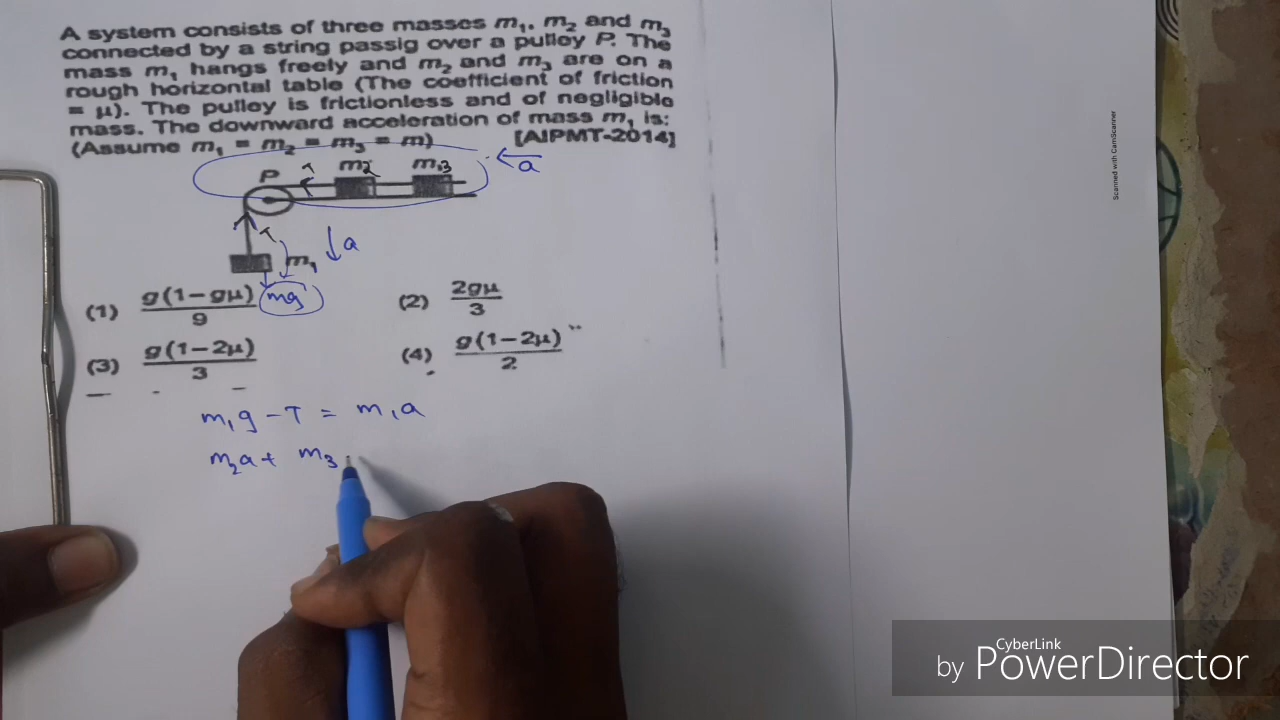 A system consists of three masses m₁, m₂ and m₃
connected by a string passig over a pulley P. The
mass m₁ hangs freely and m₂ and m₃ are on a
rough horizontal table (The coefficient of friction
= μ). The pulley is frictionless and of negligible
mass. The downward acceleration of mass m₁ is:
(Assume m₁ = m₂ = m₃ = m) [AIPMT-2014]
← a
P T m₂ m₃
T
↓ a
m₁
(1) g(1-gμ)/9 mg (2) 2gμ/3
(3) g(1-2μ)/3 (4) g(1-2μ)/2
m₁g - T = m₁a
m₂a + m₃
Scanned with CamScanner
CyberLink
by PowerDirector